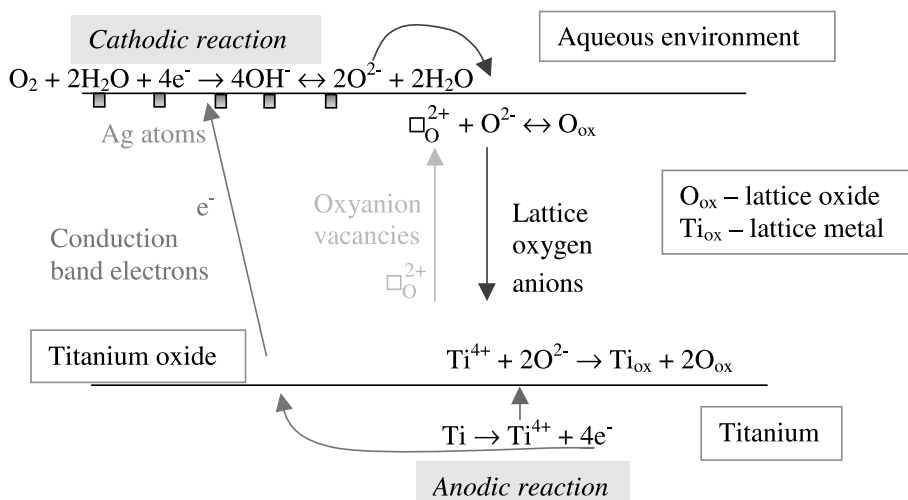 Cathodic reaction
Aqueous environment
O₂ + 2H₂O + 4e⁻ → 4OH⁻ ↔ 2O²⁻ + 2H₂O
Ag atoms
□_O²⁺ + O²⁻ ↔ Oₒₓ
e⁻
Conduction
band electrons
Oxyanion
vacancies
□_O²⁺
Lattice
oxygen
anions
Oₒₓ – lattice oxide
Tiₒₓ – lattice metal
Titanium oxide
Ti⁴⁺ + 2O²⁻ → Tiₒₓ + 2Oₒₓ
Ti → Ti⁴⁺ + 4e⁻
Titanium
Anodic reaction